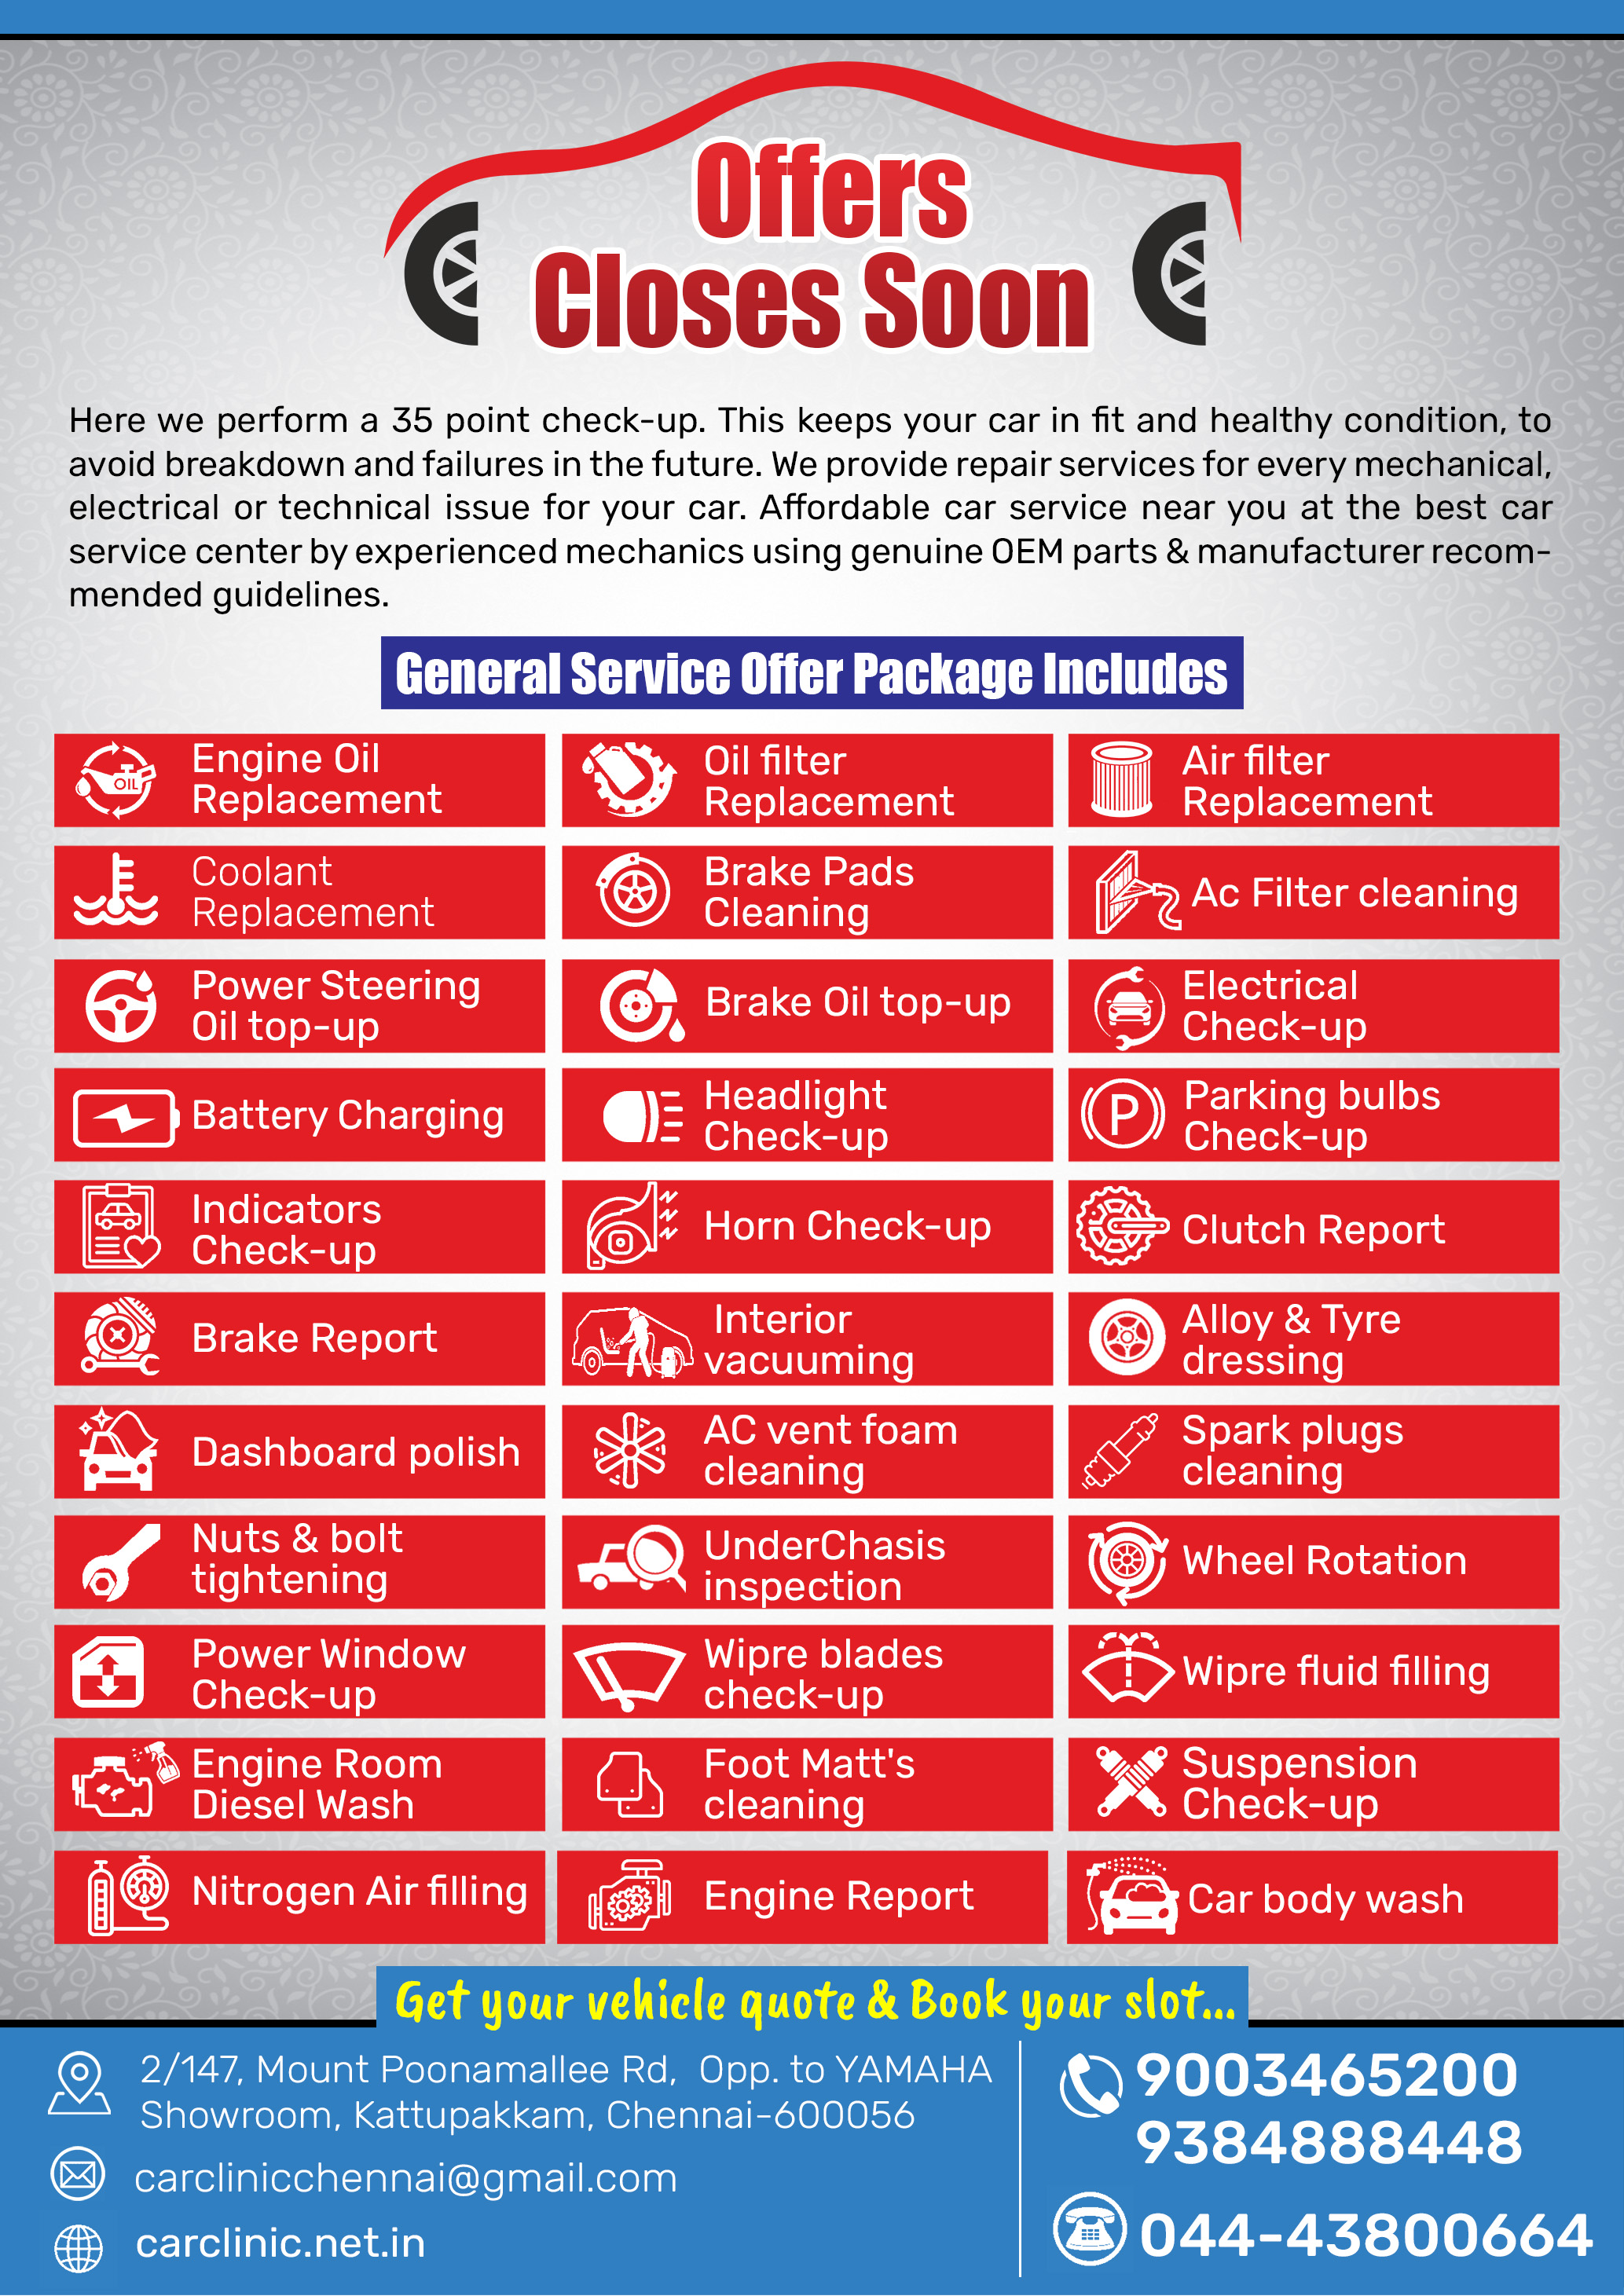 Offers
Closes Soon
Here we perform a 35 point check-up. This keeps your car in fit and healthy condition, to
avoid breakdown and failures in the future. We provide repair services for every mechanical,
electrical or technical issue for your car. Affordable car service near you at the best car
service center by experienced mechanics using genuine OEM parts & manufacturer recom-
mended guidelines.
General Service Offer Package Includes
OIL
Engine Oil
Replacement
Oil filter
Replacement
Air filter
Replacement
Coolant
Replacement
Brake Pads
Cleaning
Ac Filter cleaning
Power Steering
Oil top-up
Brake Oil top-up
Electrical
Check-up
Battery Charging
Headlight
Check-up
P
Parking bulbs
Check-up
Indicators
Check-up
Horn Check-up
Clutch Report
Brake Report
Interior
vacuuming
Alloy & Tyre
dressing
Dashboard polish
AC vent foam
cleaning
Spark plugs
cleaning
Nuts & bolt
tightening
UnderChasis
inspection
Wheel Rotation
Power Window
Check-up
Wipre blades
check-up
Wipre fluid filling
Engine Room
Diesel Wash
Foot Matt's
cleaning
Suspension
Check-up
Nitrogen Air filling
Engine Report
Car body wash
Get your vehicle quote & Book your slot...
2/147, Mount Poonamallee Rd, Opp. to YAMAHA
Showroom, Kattupakkam, Chennai-600056
carclinicchennai@gmail.com
carclinic.net.in
9003465200
9384888448
044-43800664